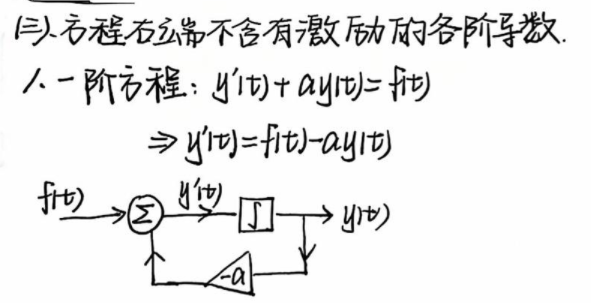 (三).方程右端不含有激励的各阶导数.
1.一阶方程: y'(t)+ay(t)=f(t)
⇒y'(t)=f(t)-ay(t)
f(t) Σ y'(t) ∫ y(t)
-a